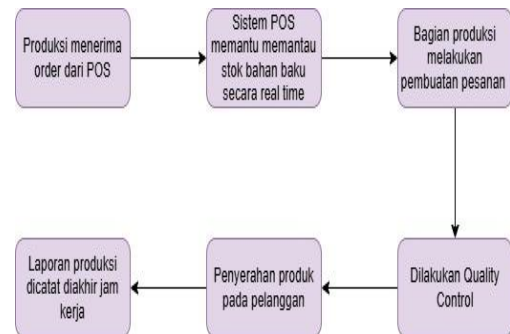 Produksi menerima
order dari POS
Sistem POS
memantu memantau
stok bahan baku
secara real time
Bagian produksi
melakukan
pembuatan pesanan
Dilakukan Quality
Control
Penyerahan produk
pada pelanggan
Laporan produksi
dicatat diakhir jam
kerja